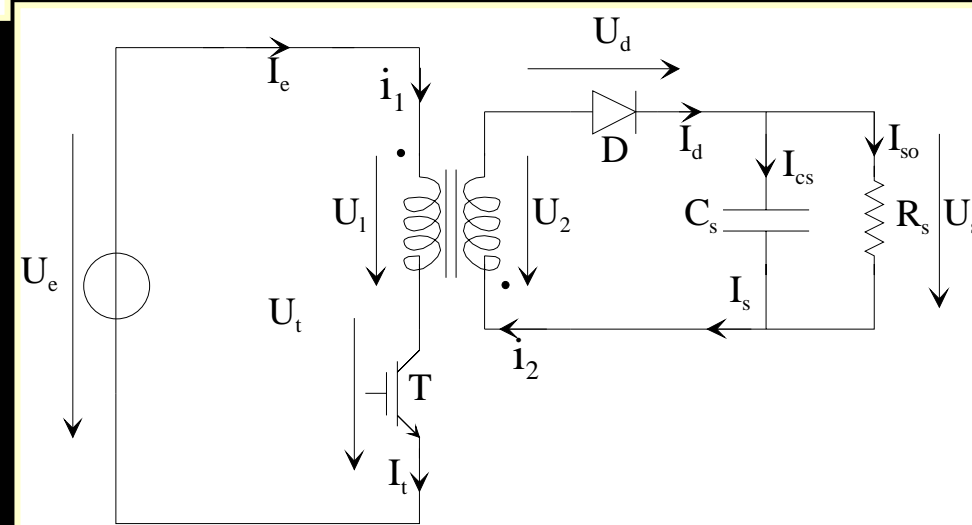 U_d
I_e
i_1
D
I_d
I_so
I_cs
U_1
U_2
C_s
R_s
U_s
U_e
U_t
I_s
i_2
T
I_t